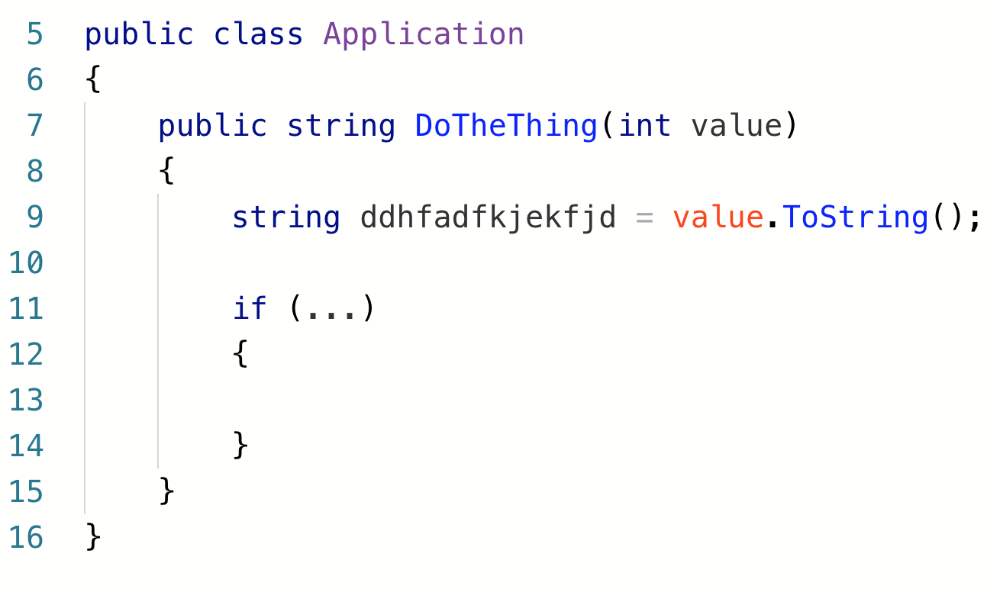 5 public class Application
6 {
7 public string DoTheThing(int value)
8 {
9 string ddhfadfkjekfjd = value.ToString();
10
11 if (...)
12 {
13
14 }
15 }
16 }